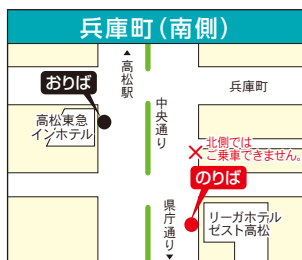 兵庫町(南側)
▲高松駅
兵庫町
おりば
高松東急
インホテル
中央通り
×北側では
ご乗車できません。
のりば
県庁通り▼
リーガホテル
ゼスト高松